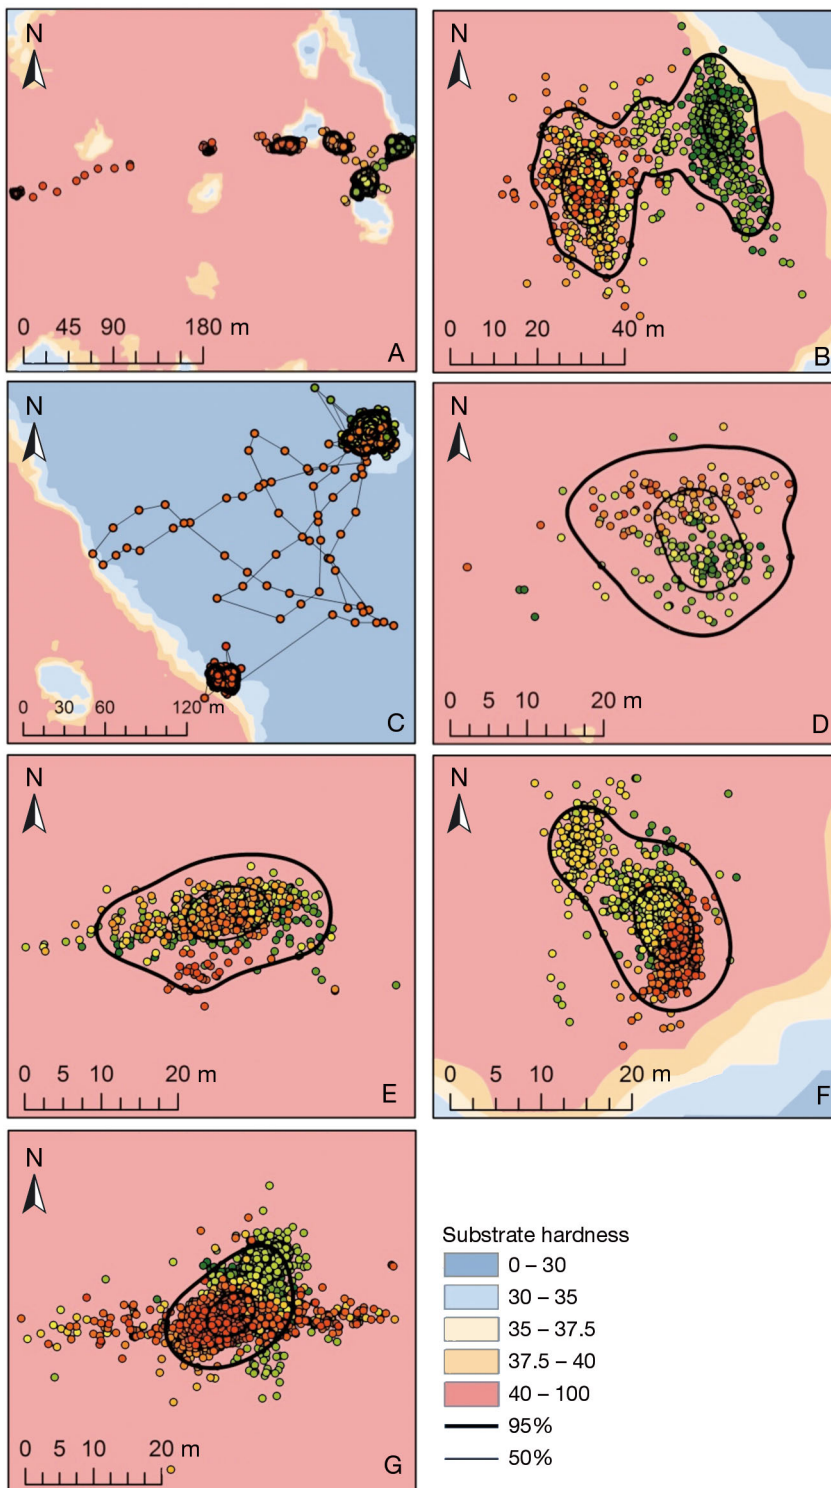 N
0 45 90 180 m
A
N
0 10 20 40 m
B
N
0 30 60 120 m
C
N
0 5 10 20 m
D
N
0 5 10 20 m
E
N
0 5 10 20 m
F
N
0 5 10 20 m
G
Substrate hardness
0 – 30
30 – 35
35 – 37.5
37.5 – 40
40 – 100
95%
50%